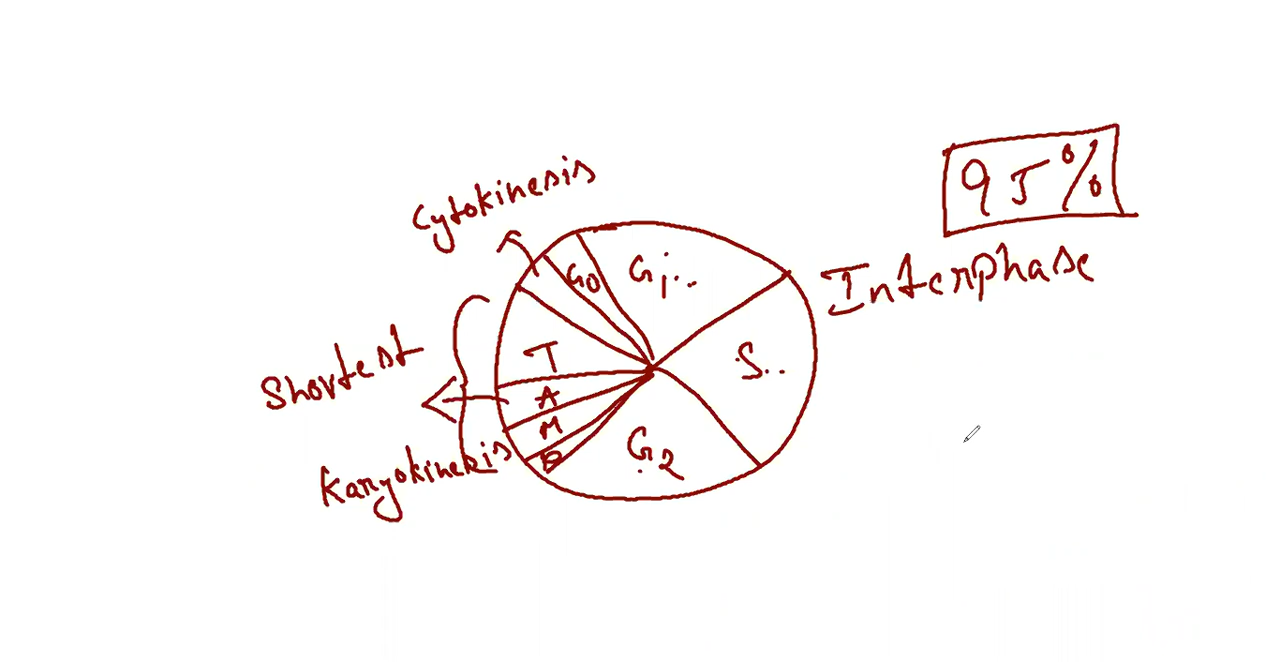 95%
Cytokinesis
G0
G1..
Interphase
Shortest
T
S..
A
M
G2
Karyokinesis